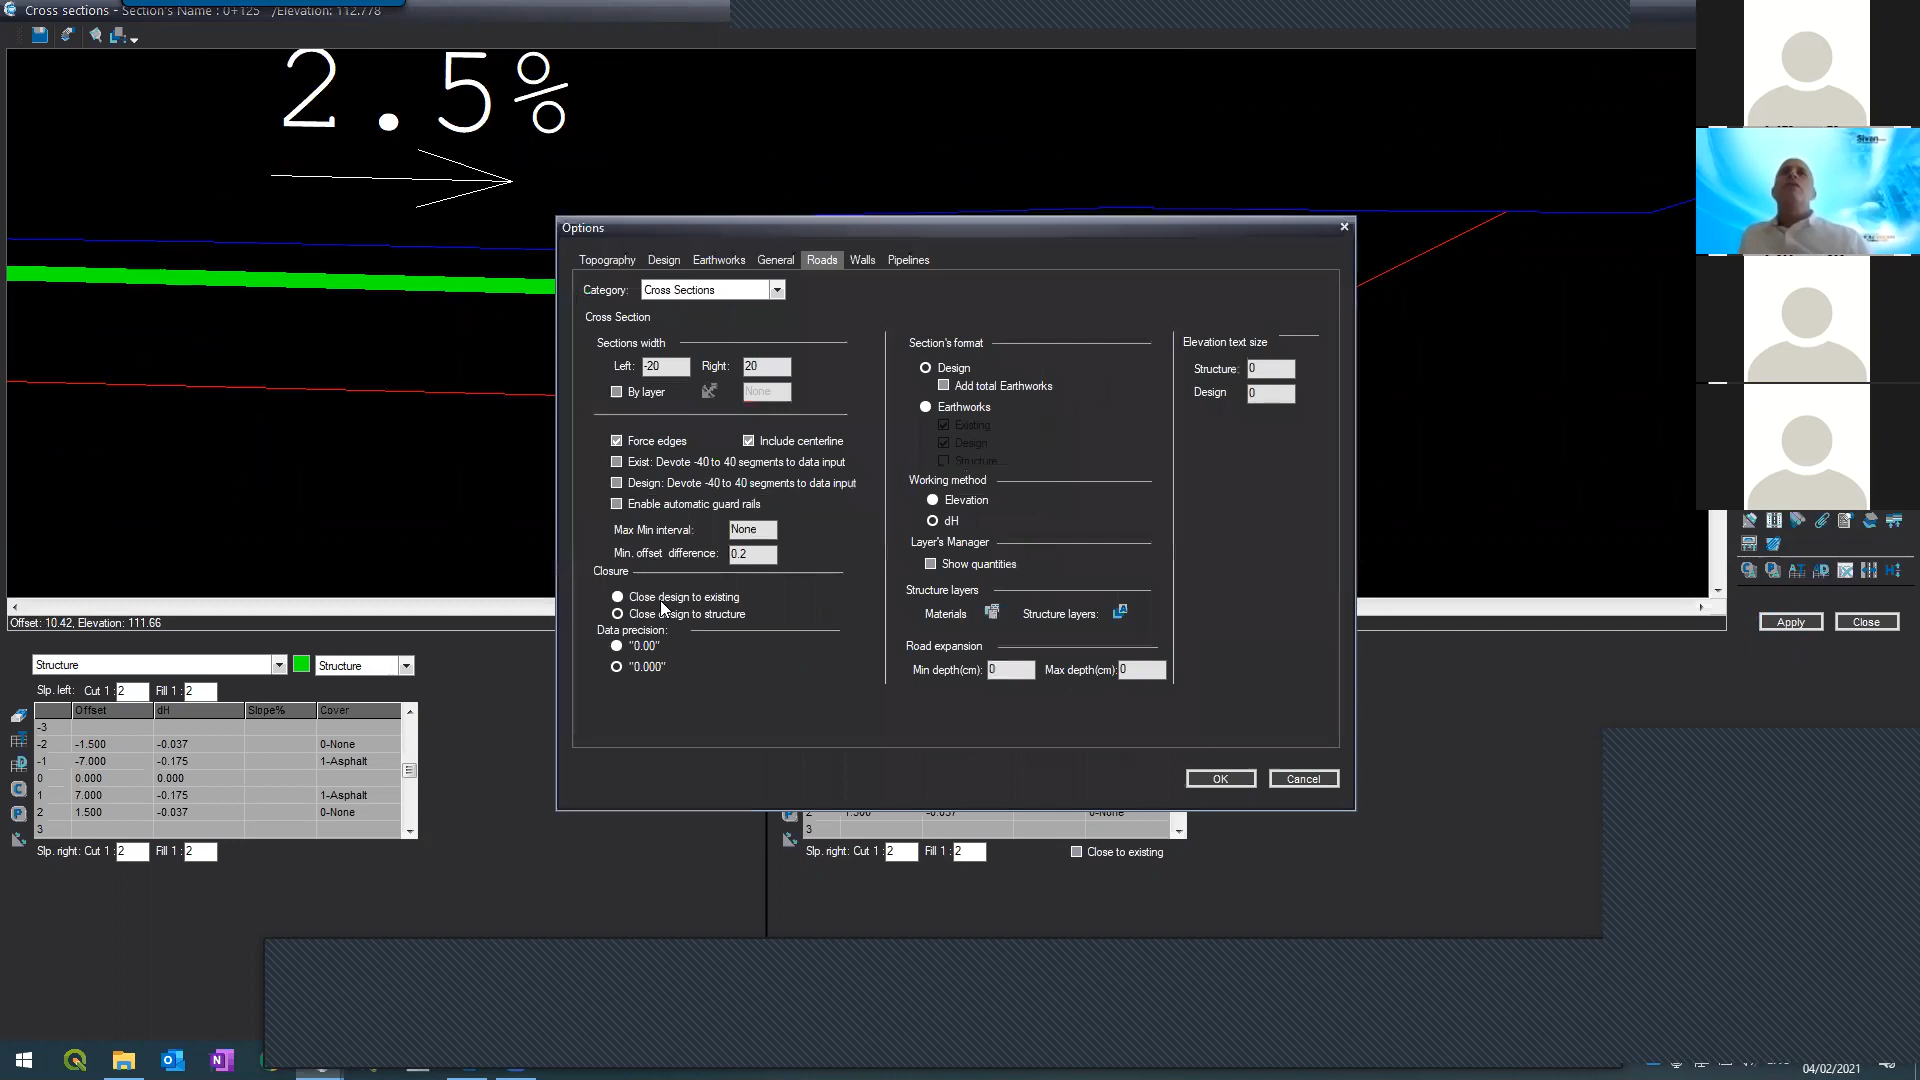 Cross sections - Section's Name : 0+125 /Elevation: 112.778
2.5%
Options
Topography Design Earthworks General Roads Walls Pipelines
Category: Cross Sections
Cross Section
Sections width
Left: -20 Right: 20
By layer None
Force edges Include centerline
Exist: Devote -40 to 40 segments to data input
Design: Devote -40 to 40 segments to data input
Enable automatic guard rails
Max Min interval: None
Min. offset difference: 0.2
Closure
Close design to existing
Close design to structure
Data precision:
"0.00"
"0.000"
Section's format
Design
Add total Earthworks
Earthworks
Existing
Design
Structure...
Working method
Elevation
dH
Layer's Manager
Show quantities
Structure layers
Materials Structure layers:
Road expansion
Min depth(cm): 0 Max depth(cm): 0
Elevation text size
Structure: 0
Design 0
OK Cancel
Offset: 10.42, Elevation: 111.66
Apply Close
Structure Structure
Slp. left: Cut 1 : 2 Fill 1 : 2
Offset dH Slope% Cover
-3
-2 -1.500 -0.037 0-None
-1 -7.000 -0.175 1-Asphalt
0 0.000 0.000
1 7.000 -0.175 1-Asphalt
2 1.500 -0.037 0-None
3
Slp. right: Cut 1 : 2 Fill 1 : 2
2 1.500 -0.037 0-None
3
Slp. right: Cut 1 : 2 Fill 1 : 2 Close to existing
04/02/2021